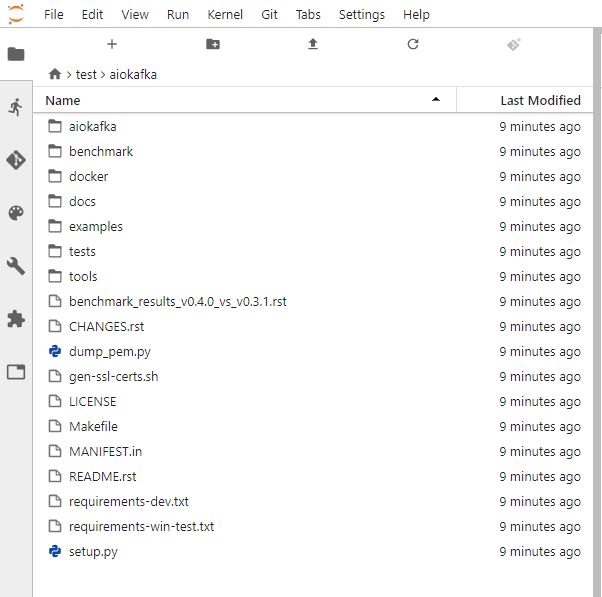 File Edit View Run Kernel Git Tabs Settings Help
test > aiokafka
Name Last Modified
aiokafka 9 minutes ago
benchmark 9 minutes ago
docker 9 minutes ago
docs 9 minutes ago
examples 9 minutes ago
tests 9 minutes ago
tools 9 minutes ago
benchmark_results_v0.4.0_vs_v0.3.1.rst 9 minutes ago
CHANGES.rst 9 minutes ago
dump_pem.py 9 minutes ago
gen-ssl-certs.sh 9 minutes ago
LICENSE 9 minutes ago
Makefile 9 minutes ago
MANIFEST.in 9 minutes ago
README.rst 9 minutes ago
requirements-dev.txt 9 minutes ago
requirements-win-test.txt 9 minutes ago
setup.py 9 minutes ago